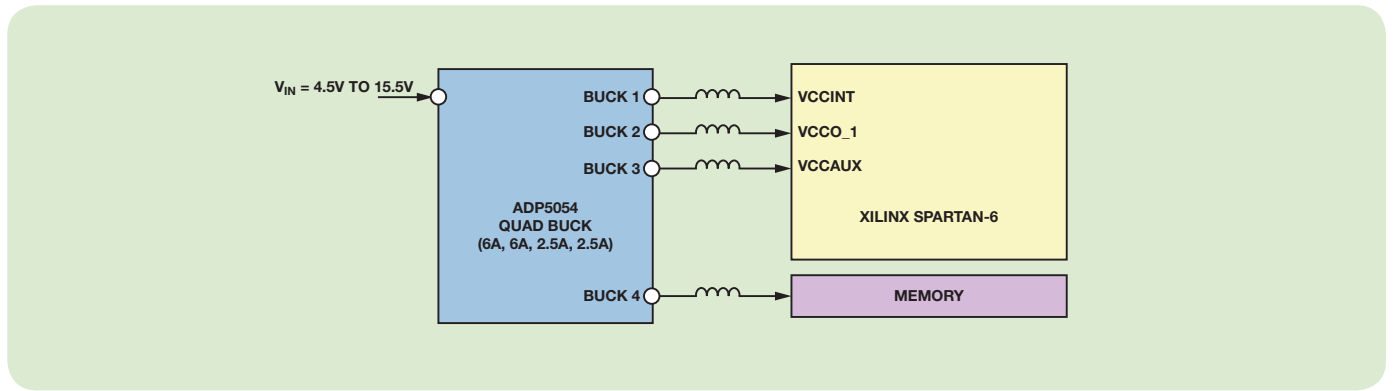 V_IN = 4.5V TO 15.5V
BUCK 1
BUCK 2
BUCK 3
ADP5054
QUAD BUCK
(6A, 6A, 2.5A, 2.5A)
BUCK 4
VCCINT
VCCO_1
VCCAUX
XILINX SPARTAN-6
MEMORY